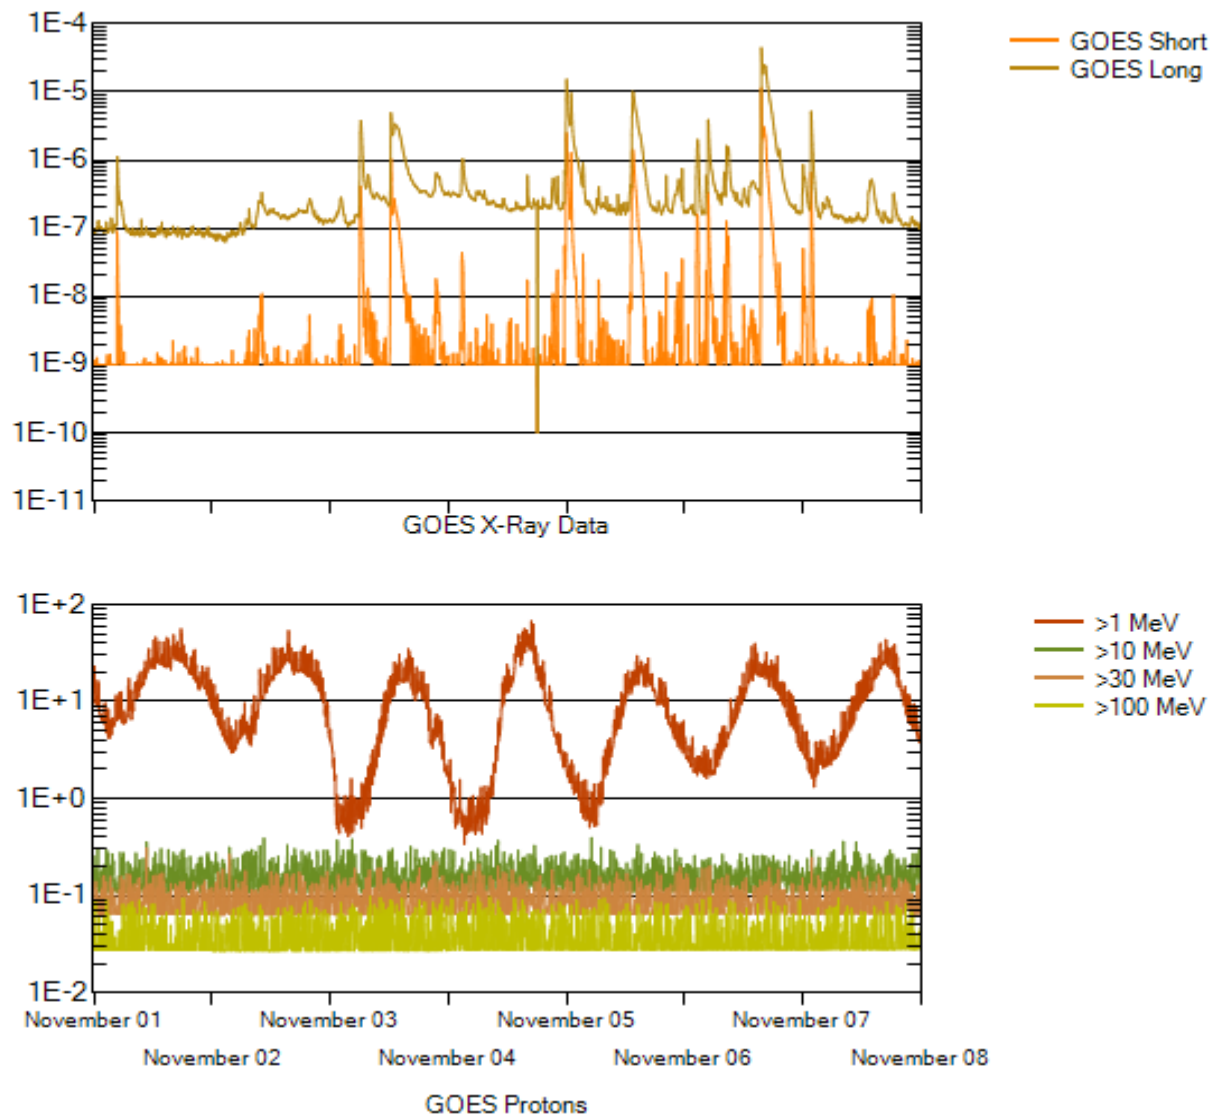 1E-4
1E-5
1E-6
1E-7
1E-8
1E-9
1E-10
1E-11
GOES Short
GOES Long
GOES X-Ray Data
1E+2
1E+1
1E+0
1E-1
1E-2
>1 MeV
>10 MeV
>30 MeV
>100 MeV
November 01
November 02
November 03
November 04
November 05
November 06
November 07
November 08
GOES Protons